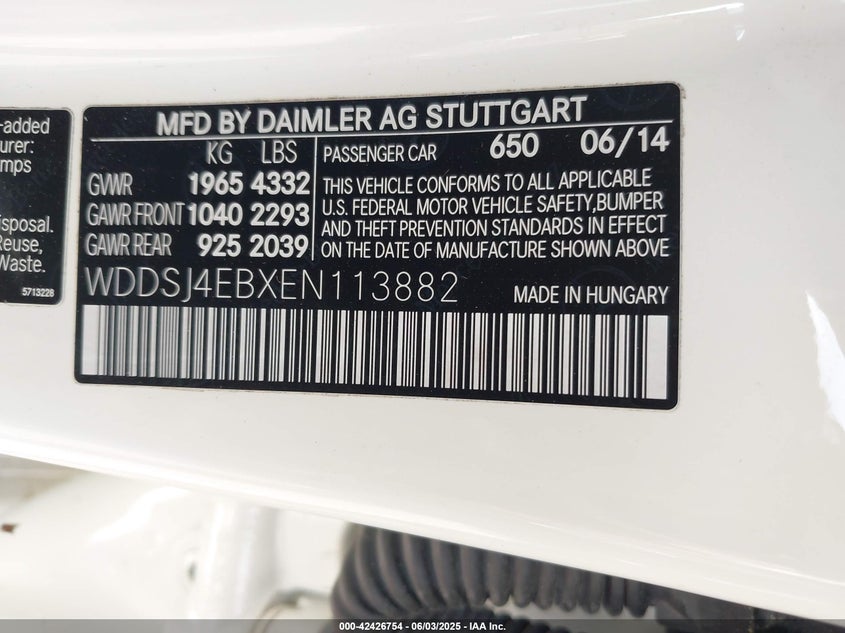 -added
urer:
mps
isposal.
Reuse,
Waste.
5713228
MFD BY DAIMLER AG STUTTGART
KG LBS
GVWR 1965 4332
GAWR FRONT 1040 2293
GAWR REAR 925 2039
PASSENGER CAR 650 06/14
THIS VEHICLE CONFORMS TO ALL APPLICABLE
U.S. FEDERAL MOTOR VEHICLE SAFETY,BUMPER
AND THEFT PREVENTION STANDARDS IN EFFECT
ON THE DATE OF MANUFACTURE SHOWN ABOVE
WDDSJ4EBXEN113882
MADE IN HUNGARY
000-42426754 - 06/03/2025 - IAA Inc.